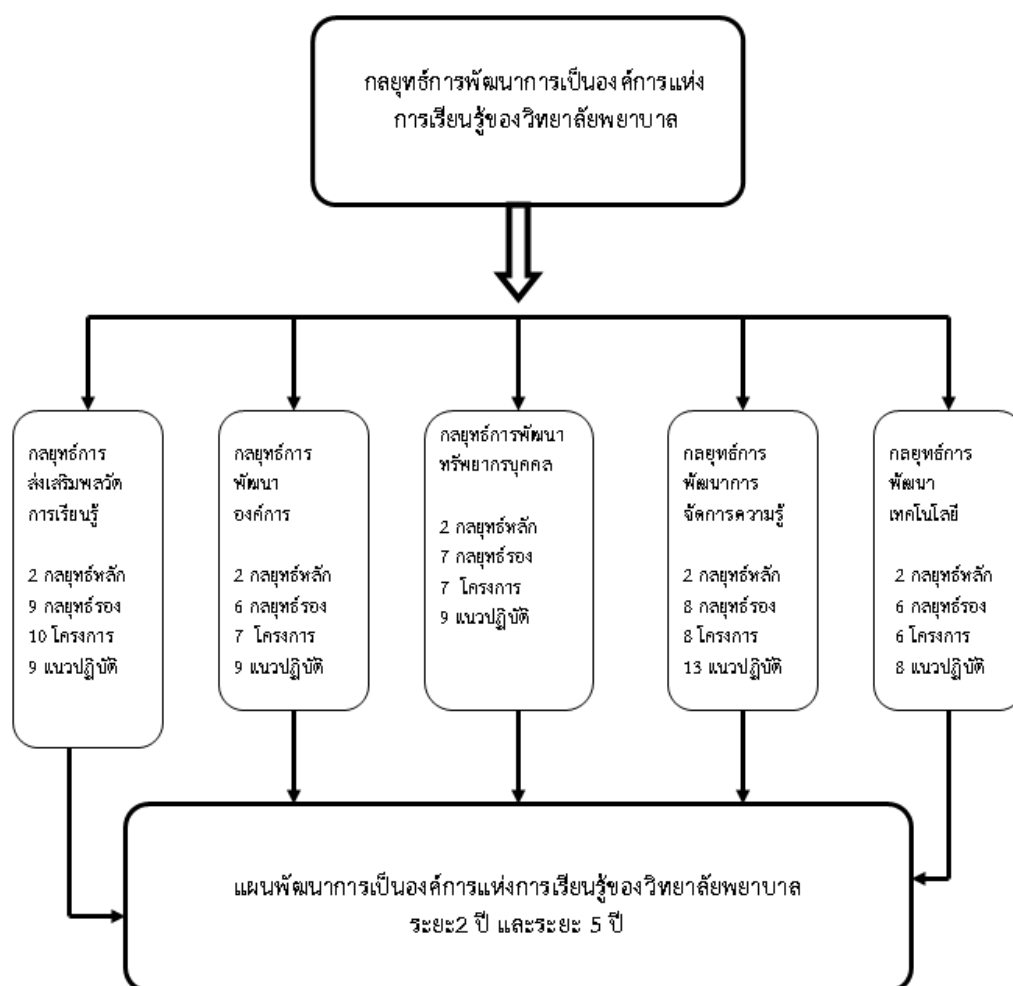 กลยุทธ์การพัฒนาการเป็นองค์การแห่ง
การเรียนรู้ของวิทยาลัยพยาบาล
กลยุทธ์การ
ส่งเสริมพลวัต
การเรียนรู้
2 กลยุทธ์หลัก
9 กลยุทธ์รอง
10 โครงการ
9 แนวปฏิบัติ
กลยุทธ์การ
พัฒนา
องค์การ
2 กลยุทธ์หลัก
6 กลยุทธ์รอง
7 โครงการ
9 แนวปฏิบัติ
กลยุทธ์การพัฒนา
ทรัพยากรบุคคล
2 กลยุทธ์หลัก
7 กลยุทธ์รอง
7 โครงการ
9 แนวปฏิบัติ
กลยุทธ์การ
พัฒนาการ
จัดการความรู้
2 กลยุทธ์หลัก
8 กลยุทธ์รอง
8 โครงการ
13 แนวปฏิบัติ
กลยุทธ์การ
พัฒนา
เทคโนโลยี
2 กลยุทธ์หลัก
6 กลยุทธ์รอง
6 โครงการ
8 แนวปฏิบัติ
แผนพัฒนาการเป็นองค์การแห่งการเรียนรู้ของวิทยาลัยพยาบาล
ระยะ2 ปี และระยะ 5 ปี